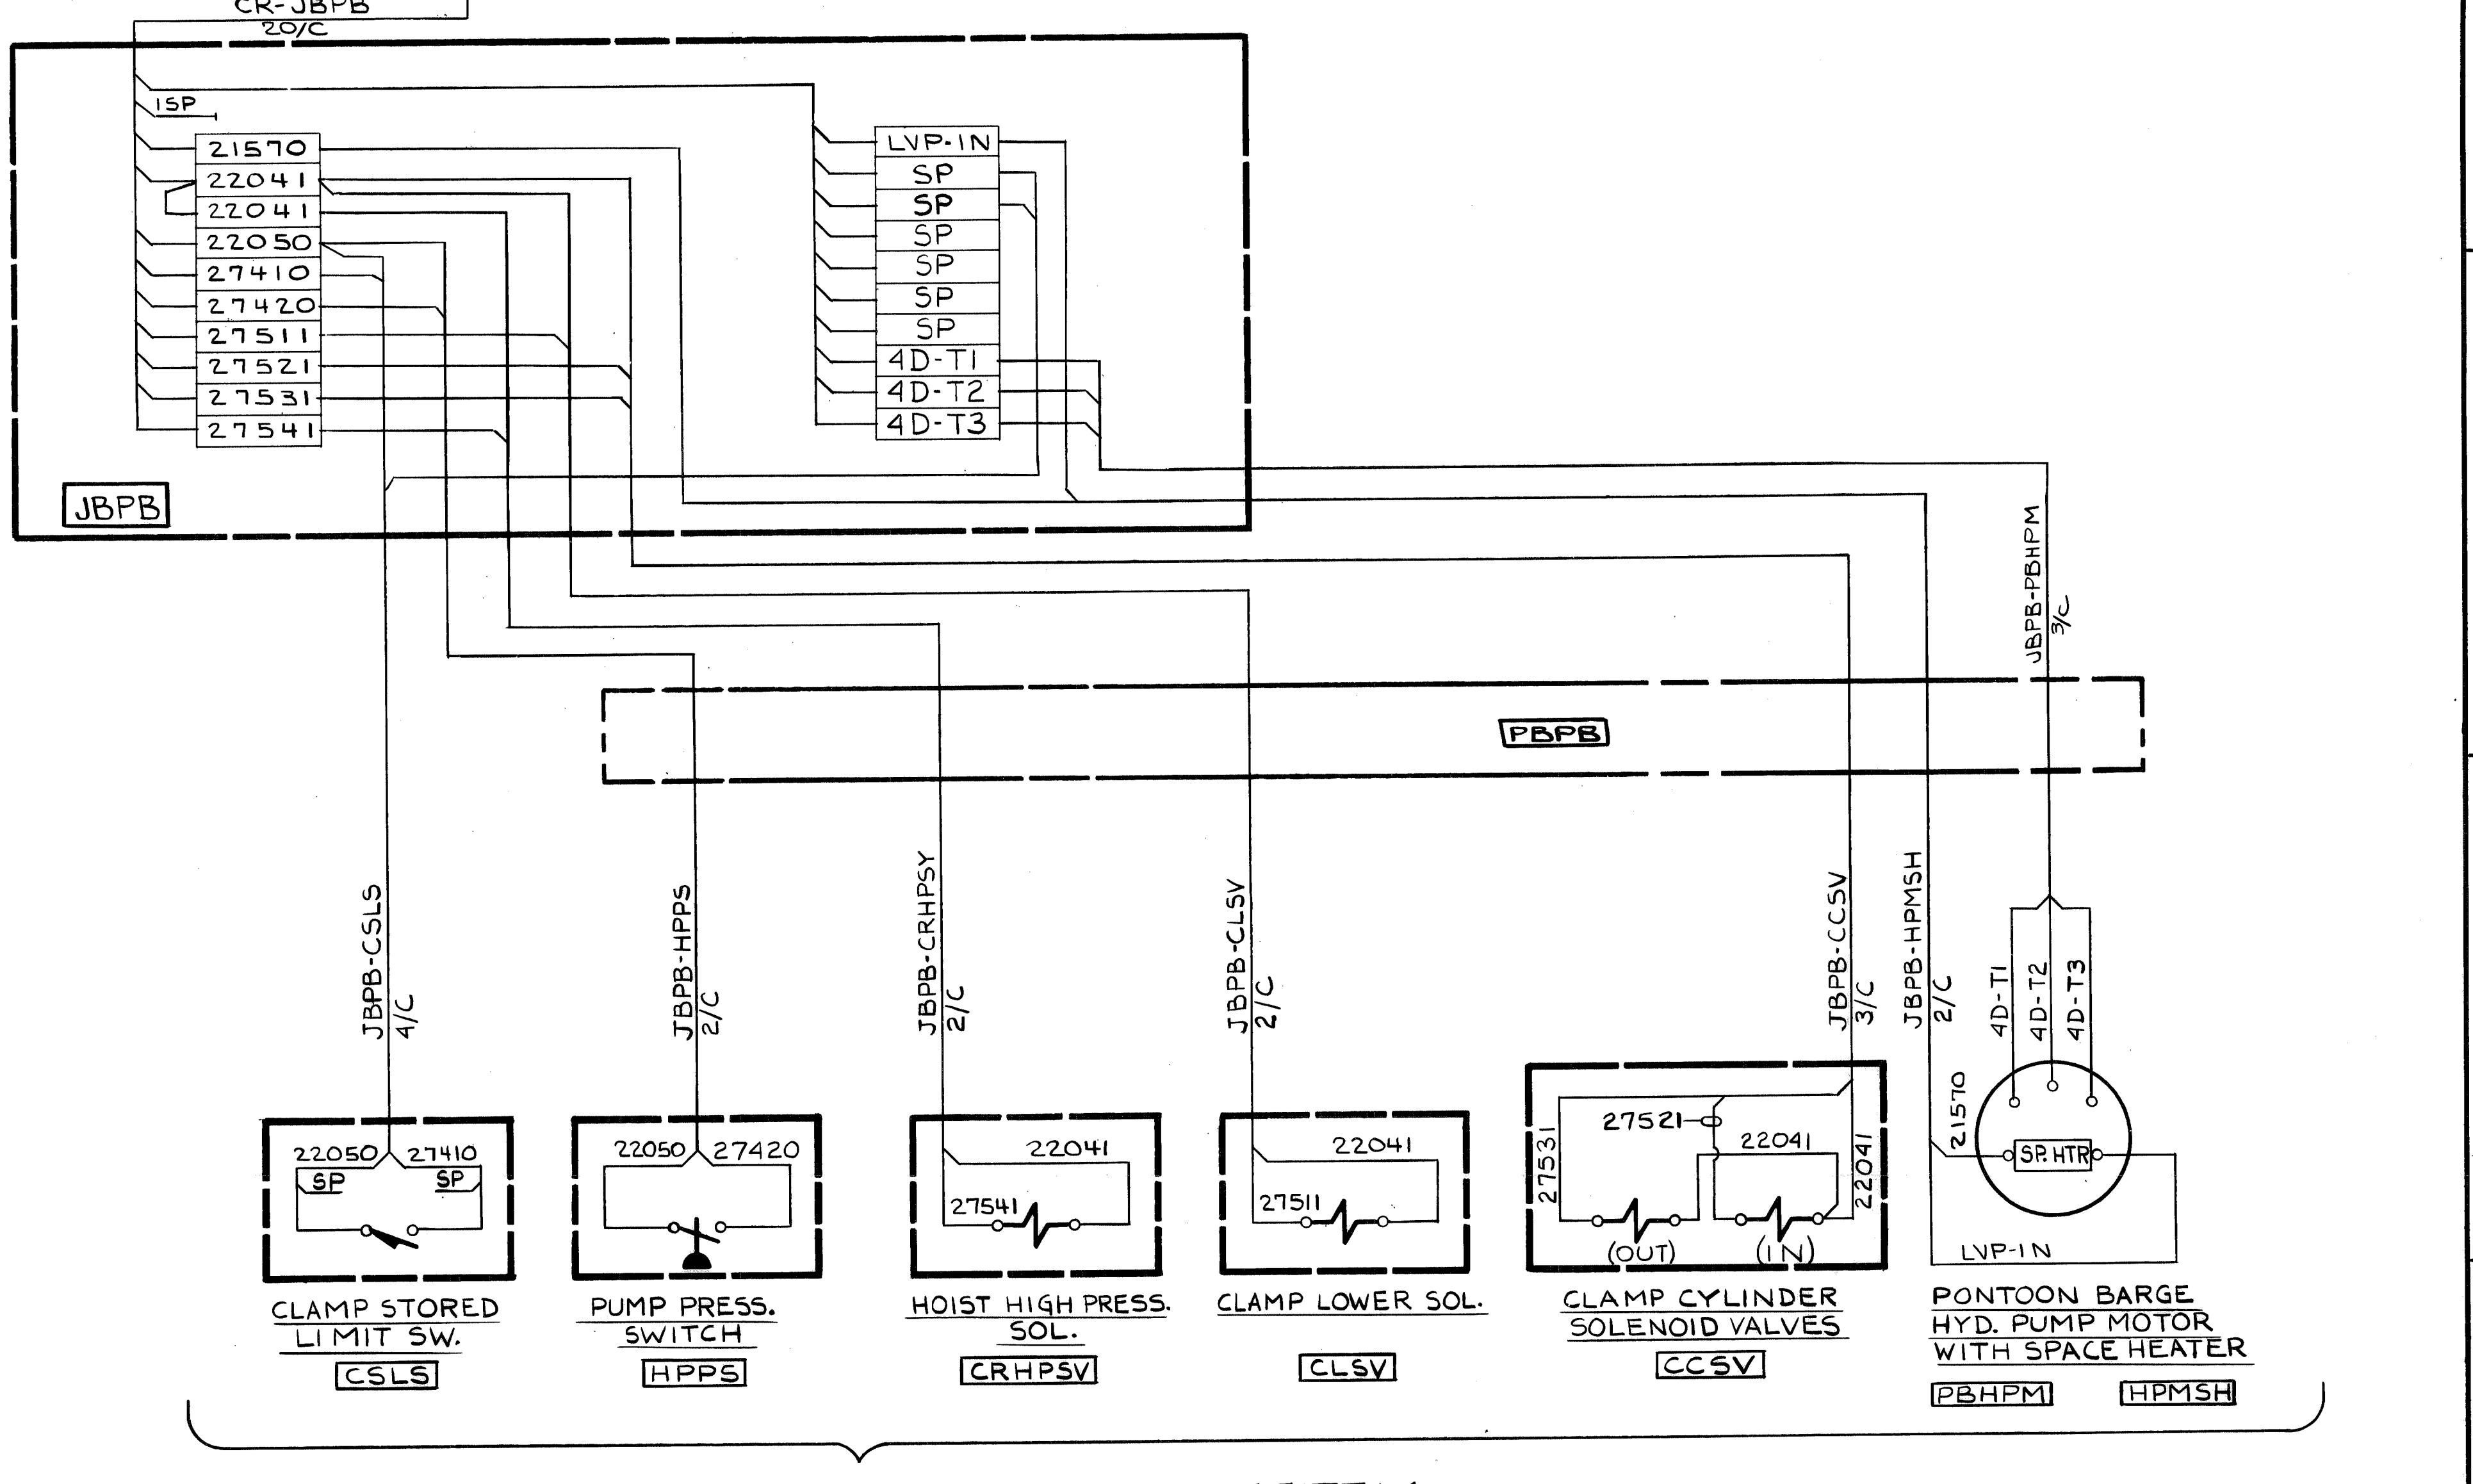 CR-JBPB
20/C
1SP
21570
22041
22041
22050
27410
27420
27511
27521
27531
27541
LVP-IN
SP
SP
SP
SP
SP
SP
4D-T1
4D-T2
4D-T3
JBPB
JBPB-PBHPM
3/C
PBPB
JBPB-CSLS
4/C
JBPB-HPPS
2/C
JBPB-CRHPSY
2/C
JBPB-CLSV
2/C
JBPB-CCSV
3/C
JBPB-HPMSH
2/C
4D-T1
4D-T2
4D-T3
22050 27410
SP SP
22050 27420
22041
27541
22041
27511
27531
27521
22041
22041
(OUT) (IN)
21570
SP. HTR
LVP-IN
CLAMP STORED
LIMIT SW.
CSLS
PUMP PRESS.
SWITCH
HPPS
HOIST HIGH PRESS.
SOL.
CRHPSV
CLAMP LOWER SOL.
CLSV
CLAMP CYLINDER
SOLENOID VALVES
CCSV
PONTOON BARGE
HYD. PUMP MOTOR
WITH SPACE HEATER
PBHPM HPMSH